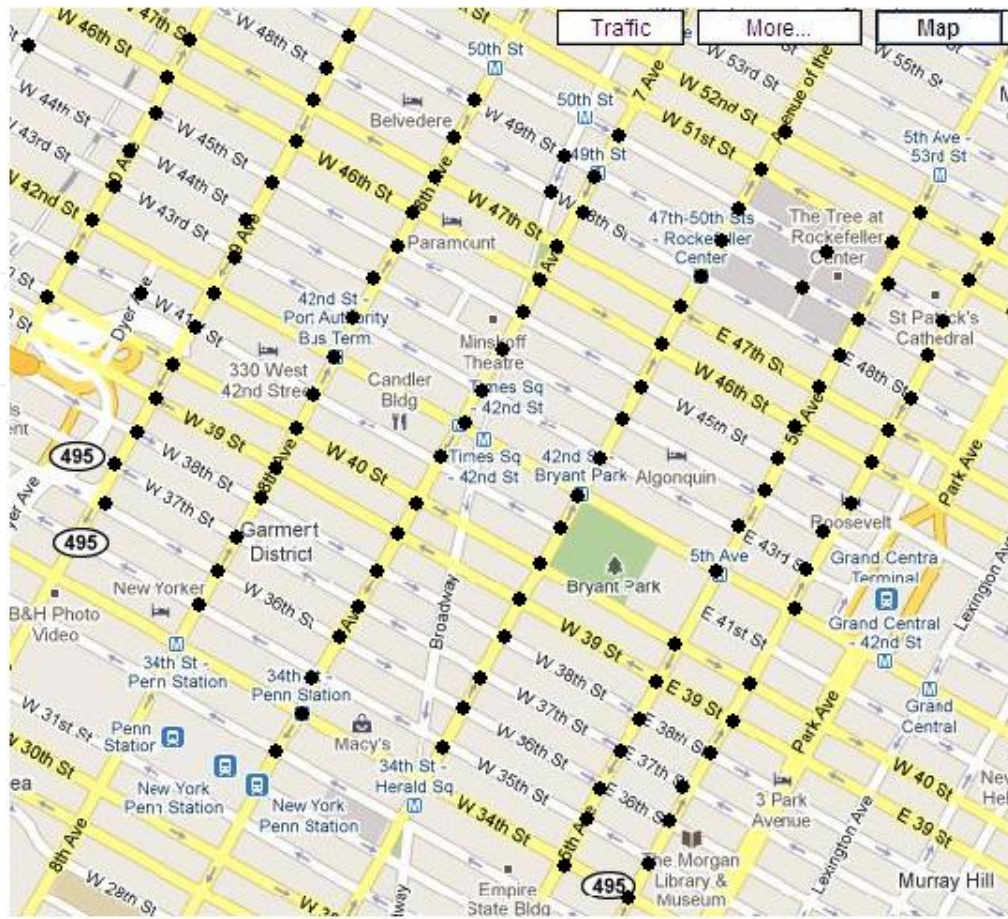 Traffic
More...
Map
W 47th St
W 46th St
W 48th St
50th St
7 Ave
W 53rd St
Avenue of the
W 55th St
W 44th St
W 43rd St
W 42nd St
W 45th St
Belvedere
W 49th St
50th St
49th St
W 52nd St
W 51st St
5th Ave -
53rd St
W 44th St
W 43rd St
W 46th St
W 47th St
8th Ave
Paramount
47th-50th Sts
- Rockefeller
Center
The Tree at
Rockefeller
Center
Dyer Ave
W 41st St
42nd St -
Port Authority
Bus Term.
Minskoff
Theatre
St Patrick's
Cathedral
330 West
42nd Street
Candler
Bldg
Times Sq
- 42nd St
E 47th St
W 46th St
W 45th St
E 48th St
5th Ave
Park Ave
495
W 39 St
W 38th St
W 37th St
8th Ave
W 40 St
Times Sq
- 42nd St
42nd S
Bryant Park
Algonquin
Roosevelt
495
Garment
District
5th Ave
E 43rd St
Grand Centra
Terminal
Grand Central
- 42nd St
Lexington Ave
New Yorker
B&H Photo
Video
W 36th St
Ave
Broadway
Bryant Park
W 39 St
E 41st St
34th St -
Penn Station
34th
Penn Station
W 38th St
E 39 St
W 37th St
E 38th St
Park Ave
Grand
Central
W 31st St
W 30th St
Penn
Station
Macy's
34th St -
Herald Sq
W 36th St
W 35th St
E 37th St
E 36th St
W 34th St
W 40 St
E 39 St
ea
New York
Penn Station
New York
Penn Station
3 Park
Avenue
8th Ave
W 28th St
5th Ave
Empire
State Bldg
495
The Morgan
Library &
Museum
Lexington Ave
Murray Hill